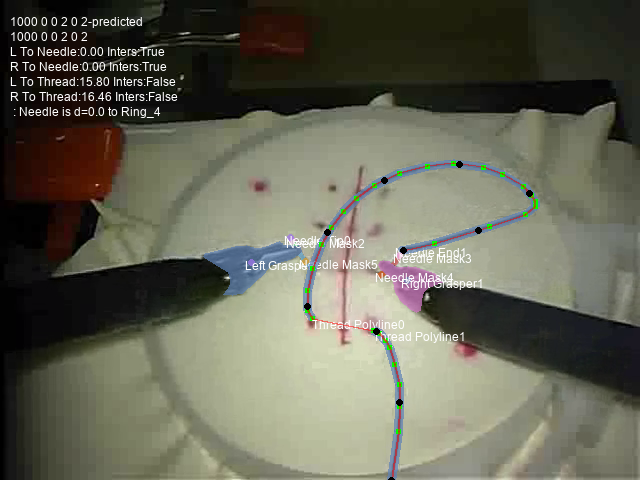 1000 0 0 2 0 2-predicted
1000 0 0 2 0 2
L To Needle:0.00 Inters:True
R To Needle:0.00 Inters:True
L To Thread:15.80 Inters:False
R To Thread:16.46 Inters:False
: Needle is d=0.0 to Ring_4
Needle Mask2
Needle End1
Needle Mask3
Left Grasper
Needle Mask5
Needle Mask4
Right Grasper1
Thread Polyline0
Thread Polyline1